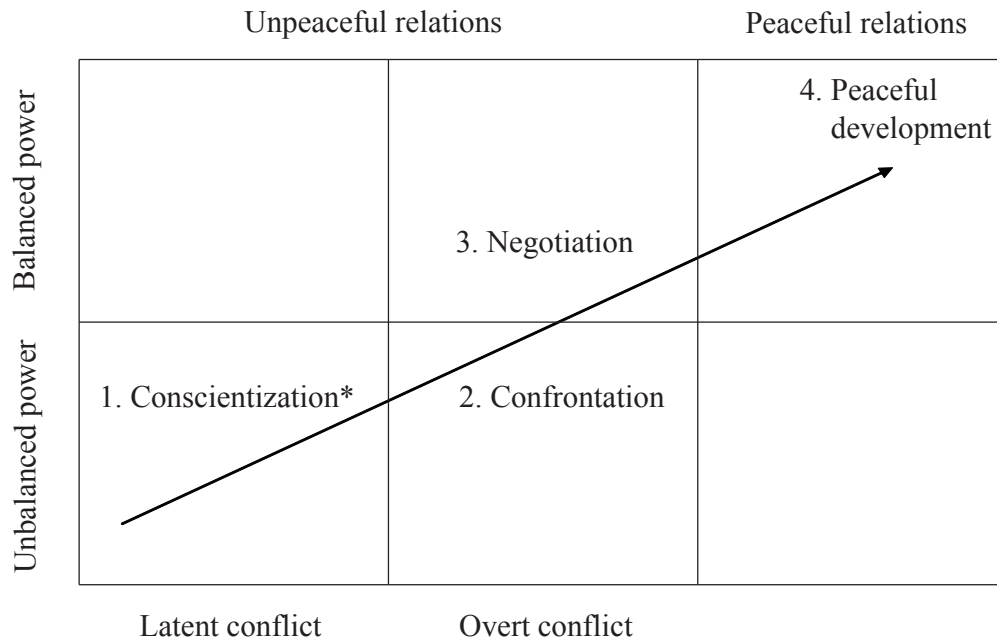 Unpeaceful relations
Peaceful relations
Balanced power
4. Peaceful
development
3. Negotiation
Unbalanced power
1. Conscientization*
2. Confrontation
Latent conflict
Overt conflict